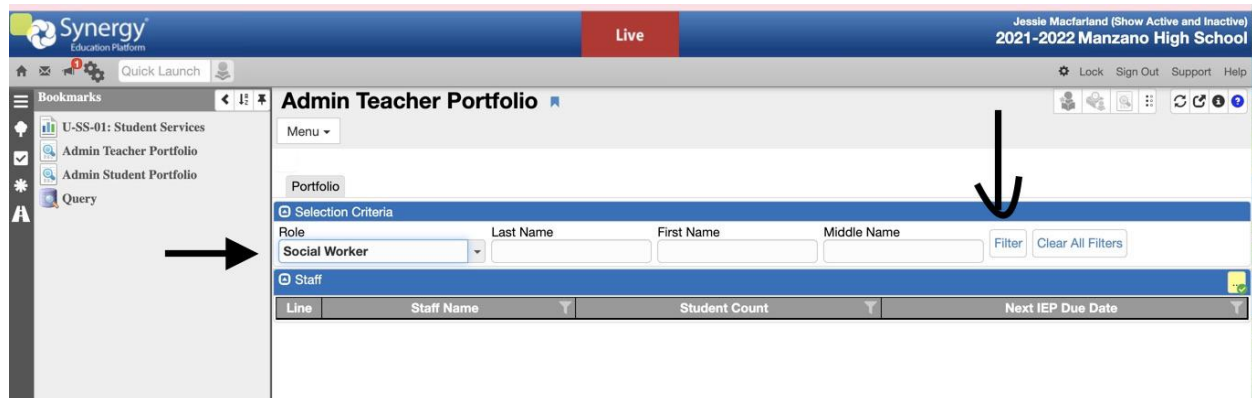 Synergy
Education Platform
Live
Jessie Macfarland (Show Active and Inactive)
2021-2022 Manzano High School
1
Quick Launch
Lock Sign Out Support Help
Bookmarks
U-SS-01: Student Services
Admin Teacher Portfolio
Admin Student Portfolio
Query
Admin Teacher Portfolio
Menu
Portfolio
Selection Criteria
Role Last Name First Name Middle Name
Social Worker Filter Clear All Filters
Staff
Line Staff Name Student Count Next IEP Due Date